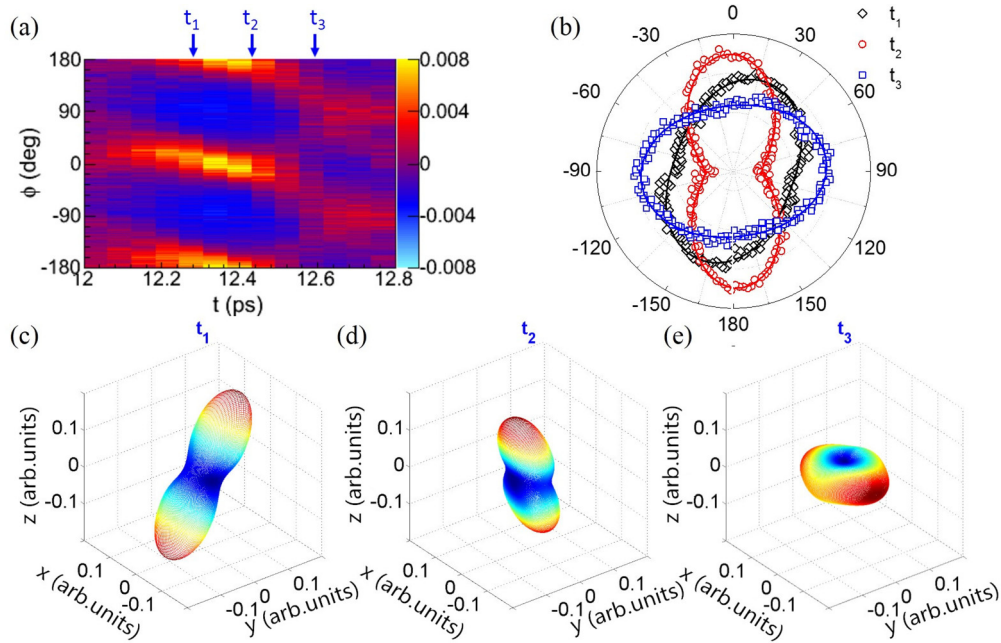 (a)
t1 t2 t3
180
90
0
-90
-180
ϕ (deg)
12 12.2 12.4 12.6 12.8
t (ps)
0.008
0.004
0
-0.004
-0.008
(b)
0
30
60
90
120
150
180
-150
-120
-90
-60
-30
t1
t2
t3
(c)
t1
z (arb.units)
0.1
0
-0.1
x (arb.units)
0.1
0
-0.1
y (arb.units)
-0.1
0
0.1
(d)
t2
z (arb.units)
0.1
0
-0.1
x (arb.units)
0.1
0
-0.1
y (arb.units)
-0.1
0
0.1
(e)
t3
z (arb.units)
0.1
0
-0.1
x (arb.units)
0.1
0
-0.1
y (arb.units)
-0.1
0
0.1